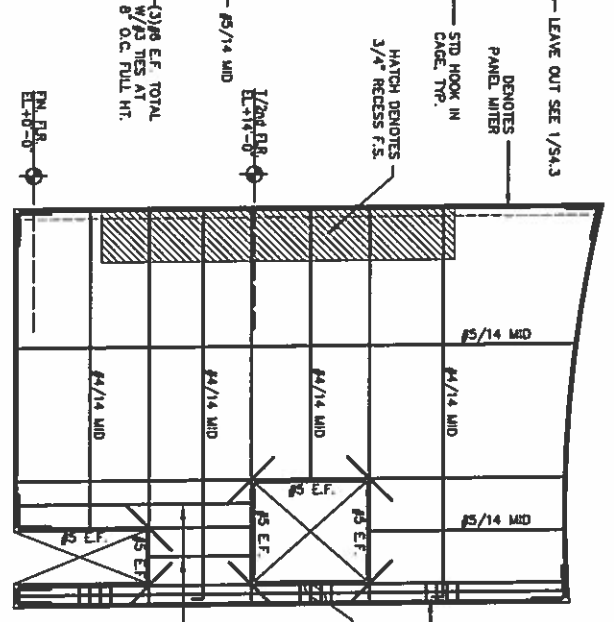 LEAVE OUT SEE 1/S4.3
DENOTES
PANEL MITER
STD HOOK IN
CAGE, TYP.
HATCH DENOTES
3/4" RECESS F.S.
#5/14 MID
(3)#6 E.F. TOTAL
W/#3 TIES AT
8" O.C. FULL HT.
T/2nd FLR
EL+14'-0"
FIN. FLR.
EL+0'-0"
#5/14 MID
#4/14 MID
#4/14 MID
#4/14 MID
#4/14 MID
#5/14 MID
#5 E.F.
#5 E.F.
#5 E.F.
#5 E.F.
#5 E.F.